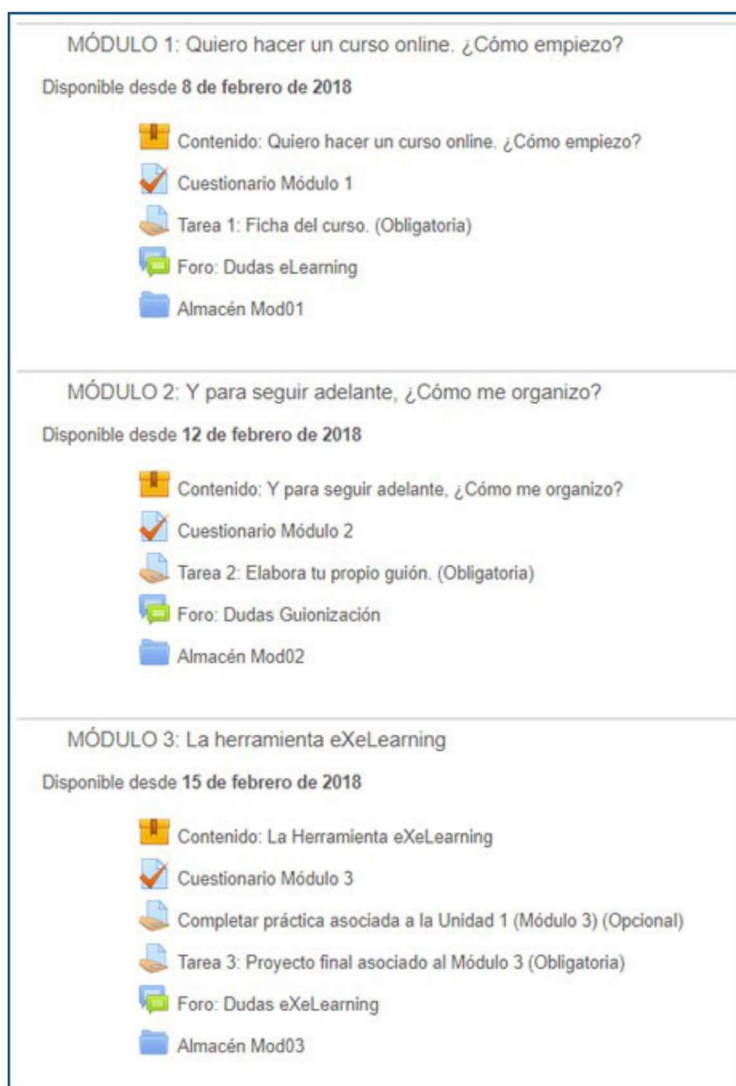 MÓDULO 1: Quiero hacer un curso online. ¿Cómo empiezo?
Disponible desde 8 de febrero de 2018
Contenido: Quiero hacer un curso online. ¿Cómo empiezo?
Cuestionario Módulo 1
Tarea 1: Ficha del curso. (Obligatoria)
Foro: Dudas eLearning
Almacén Mod01
MÓDULO 2: Y para seguir adelante, ¿Cómo me organizo?
Disponible desde 12 de febrero de 2018
Contenido: Y para seguir adelante, ¿Cómo me organizo?
Cuestionario Módulo 2
Tarea 2: Elabora tu propio guión. (Obligatoria)
Foro: Dudas Guionización
Almacén Mod02
MÓDULO 3: La herramienta eXeLearning
Disponible desde 15 de febrero de 2018
Contenido: La Herramienta eXeLearning
Cuestionario Módulo 3
Completar práctica asociada a la Unidad 1 (Módulo 3) (Opcional)
Tarea 3: Proyecto final asociado al Módulo 3 (Obligatoria)
Foro: Dudas eXeLearning
Almacén Mod03